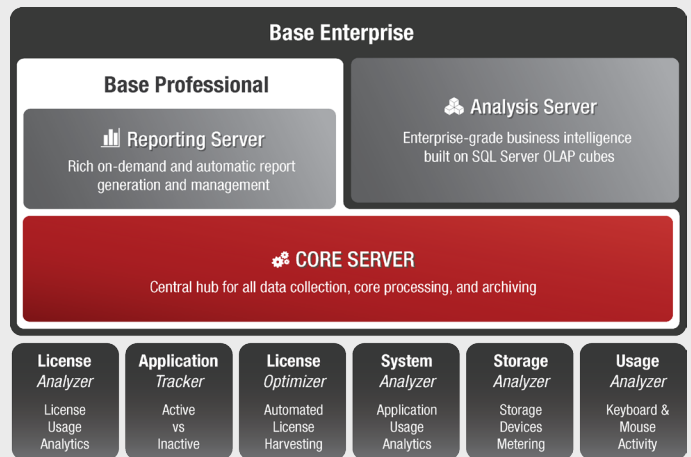 Base Enterprise
Base Professional
Reporting Server
Rich on-demand and automatic report
generation and management
Analysis Server
Enterprise-grade business intelligence
built on SQL Server OLAP cubes
CORE SERVER
Central hub for all data collection, core processing, and archiving
License
Analyzer
License
Usage
Analytics
Application
Tracker
Active
vs
Inactive
License
Optimizer
Automated
License
Harvesting
System
Analyzer
Application
Usage
Analytics
Storage
Analyzer
Storage
Devices
Metering
Usage
Analyzer
Keyboard &
Mouse
Activity